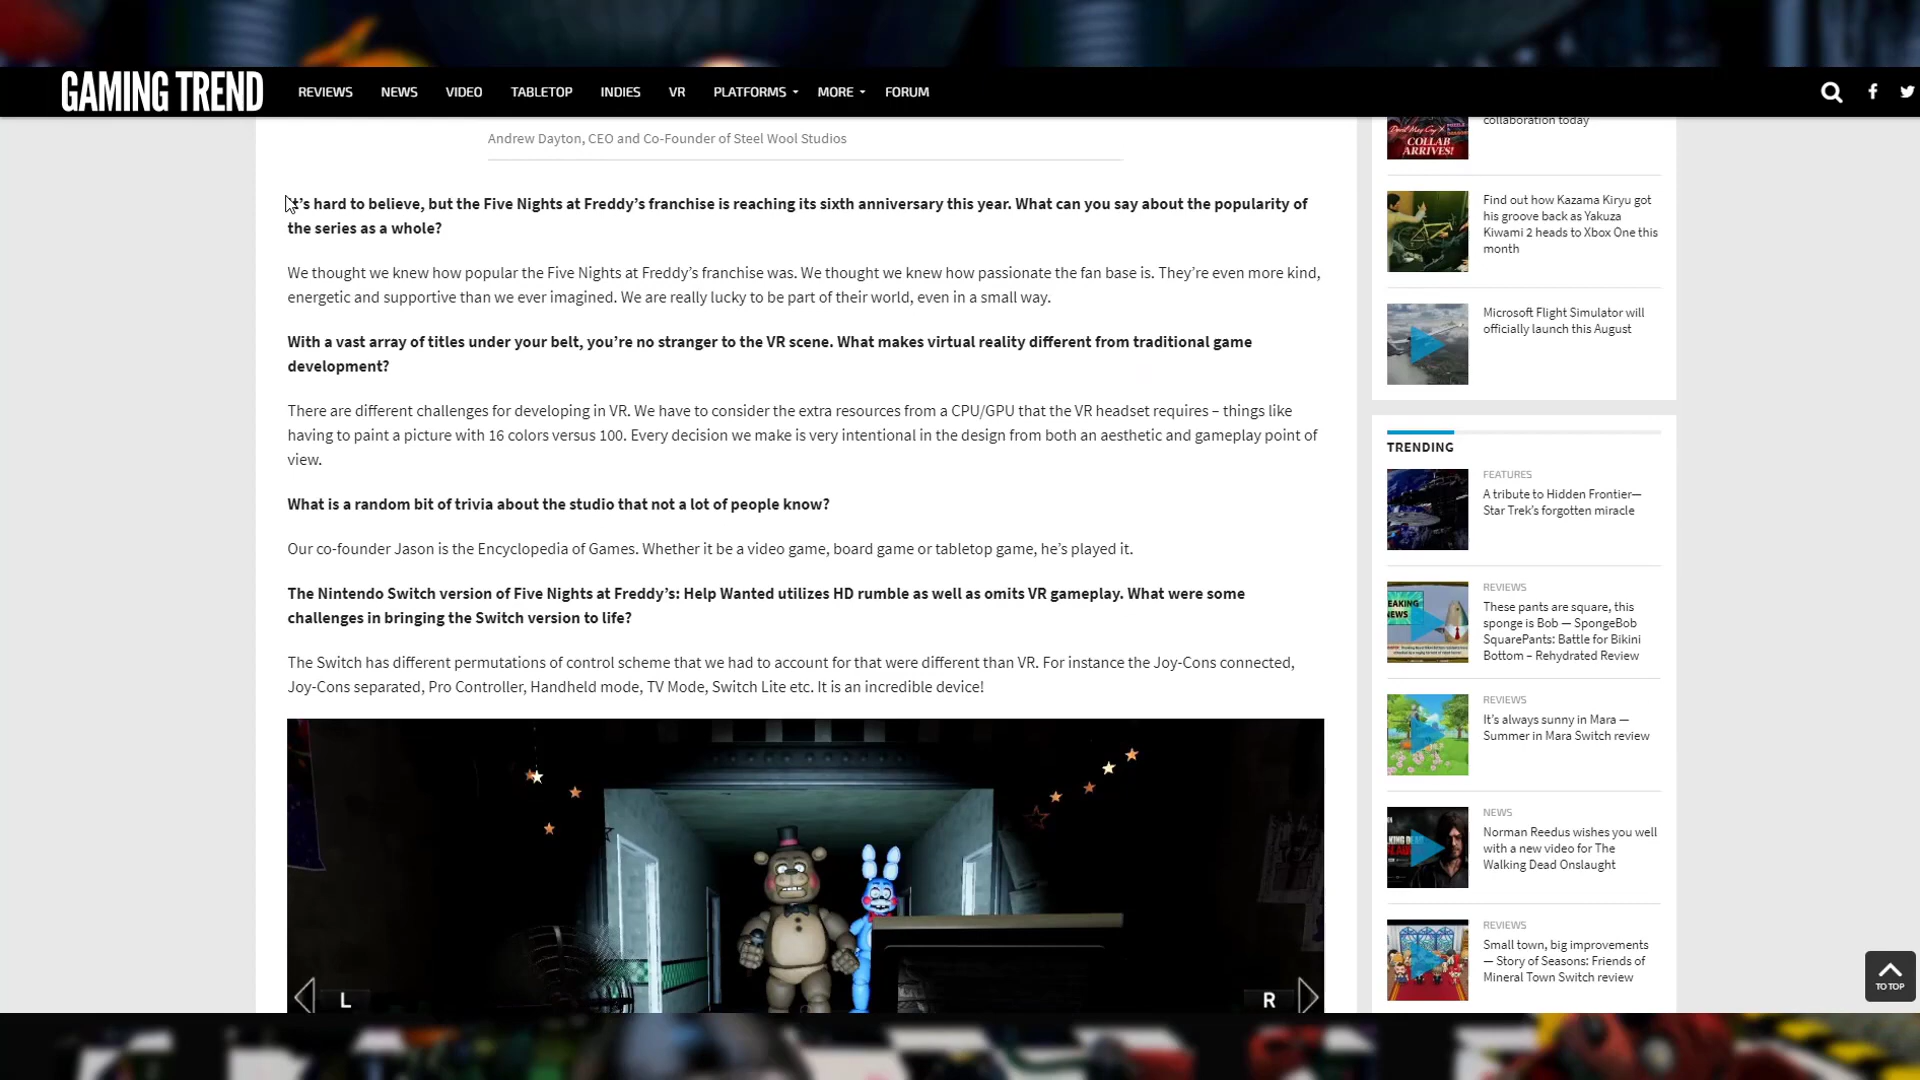 GAMING TREND
REVIEWS NEWS VIDEO TABLETOP INDIES VR PLATFORMS MORE FORUM
Andrew Dayton, CEO and Co-Founder of Steel Wool Studios
It's hard to believe, but the Five Nights at Freddy's franchise is reaching its sixth anniversary this year. What can you say about the popularity of
the series as a whole?
We thought we knew how popular the Five Nights at Freddy's franchise was. We thought we knew how passionate the fan base is. They're even more kind,
energetic and supportive than we ever imagined. We are really lucky to be part of their world, even in a small way.
With a vast array of titles under your belt, you're no stranger to the VR scene. What makes virtual reality different from traditional game
development?
There are different challenges for developing in VR. We have to consider the extra resources from a CPU/GPU that the VR headset requires – things like
having to paint a picture with 16 colors versus 100. Every decision we make is very intentional in the design from both an aesthetic and gameplay point of
view.
What is a random bit of trivia about the studio that not a lot of people know?
Our co-founder Jason is the Encyclopedia of Games. Whether it be a video game, board game or tabletop game, he's played it.
The Nintendo Switch version of Five Nights at Freddy's: Help Wanted utilizes HD rumble as well as omits VR gameplay. What were some
challenges in bringing the Switch version to life?
The Switch has different permutations of control scheme that we had to account for that were different than VR. For instance the Joy-Cons connected,
Joy-Cons separated, Pro Controller, Handheld mode, TV Mode, Switch Lite etc. It is an incredible device!
L
R
collaboration today
COLLAB
ARRIVES!
Find out how Kazama Kiryu got
his groove back as Yakuza
Kiwami 2 heads to Xbox One this
month
Microsoft Flight Simulator will
officially launch this August
TRENDING
FEATURES
A tribute to Hidden Frontier—
Star Trek's forgotten miracle
REVIEWS
These pants are square, this
sponge is Bob — SpongeBob
SquarePants: Battle for Bikini
Bottom – Rehydrated Review
REVIEWS
It's always sunny in Mara —
Summer in Mara Switch review
NEWS
Norman Reedus wishes you well
with a new video for The
Walking Dead Onslaught
REVIEWS
Small town, big improvements
— Story of Seasons: Friends of
Mineral Town Switch review
TO TOP